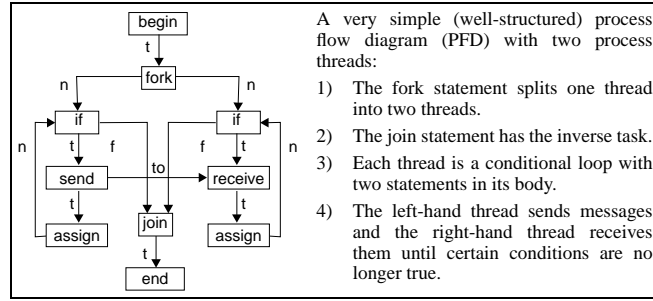 begin
t
fork
n
n
if
if
n
t
f
f
t
n
send
to
receive
t
t
assign
join
assign
t
end
A very simple (well-structured) process
flow diagram (PFD) with two process
threads:
1) The fork statement splits one thread
into two threads.
2) The join statement has the inverse task.
3) Each thread is a conditional loop with
two statements in its body.
4) The left-hand thread sends messages
and the right-hand thread receives
them until certain conditions are no
longer true.